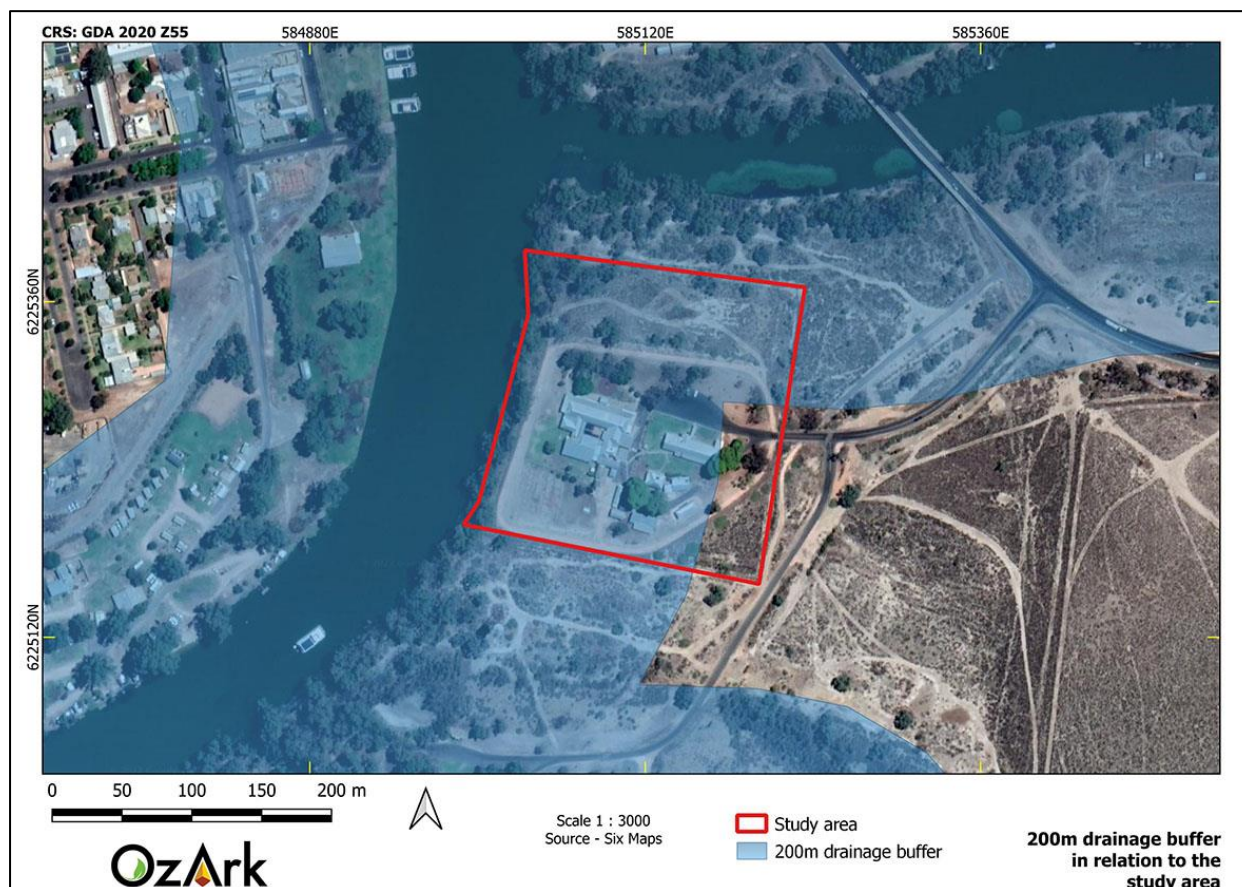 CRS: GDA 2020 Z55
584880E
585120E
585360E
6225360N
6225120N
0 50 100 150 200 m
Scale 1 : 3000
Source - Six Maps
Study area
200m drainage buffer
200m drainage buffer
in relation to the
study area
OzArk